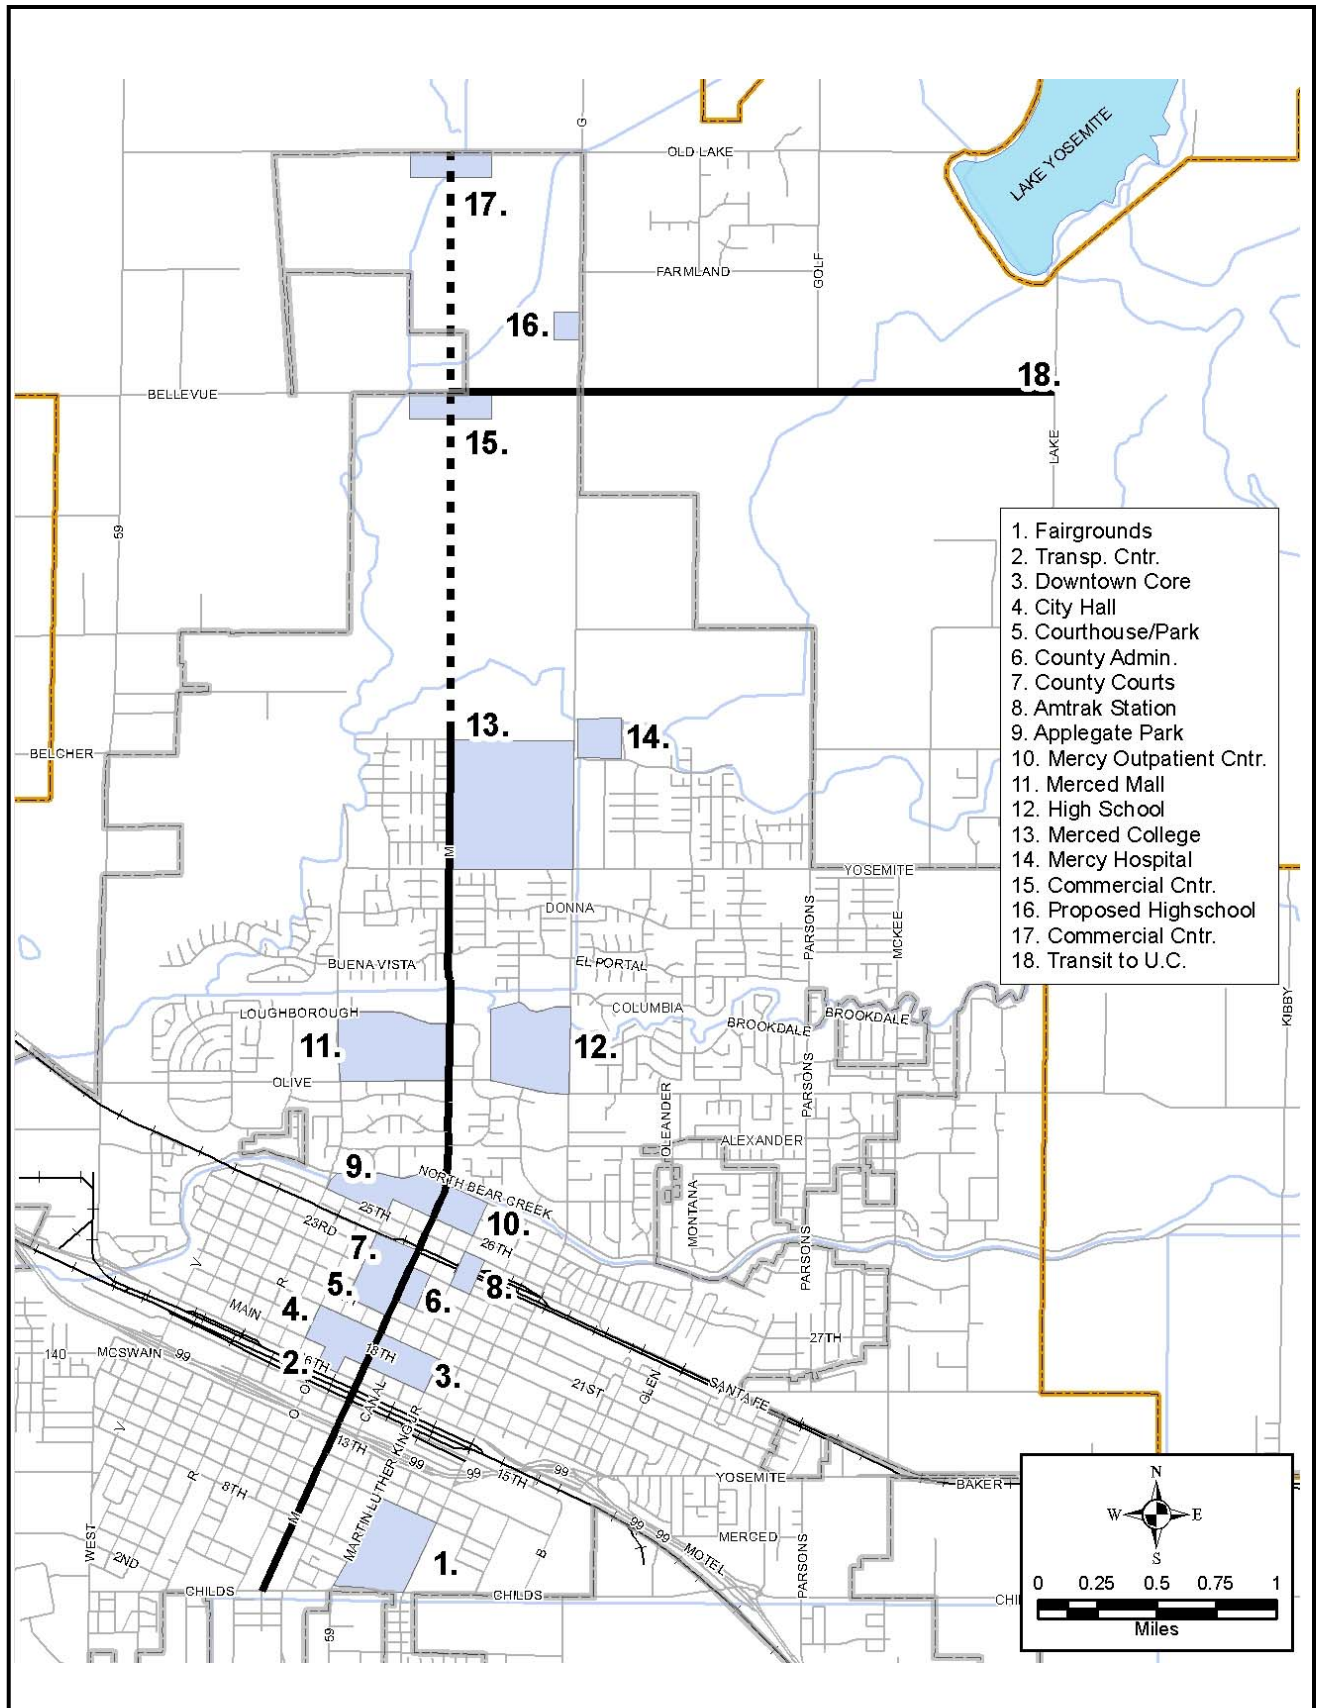 G
OLD LAKE
LAKE YOSEMITE
17.
FARMLAND
GOLF
16.
18.
BELLEVUE
15.
LAKE
59
1. Fairgrounds
2. Transp. Cntr.
3. Downtown Core
4. City Hall
5. Courthouse/Park
6. County Admin.
7. County Courts
8. Amtrak Station
9. Applegate Park
10. Mercy Outpatient Cntr.
11. Merced Mall
12. High School
13. Merced College
14. Mercy Hospital
15. Commercial Cntr.
16. Proposed Highschool
17. Commercial Cntr.
18. Transit to U.C.
13.
14.
BELCHER
M
YOSEMITE
DONNA
PARSONS
MCKEE
BUENA VISTA
EL PORTAL
COLUMBIA
LOUGHBOROUGH
BROOKDALE
BROOKDALE
KIBBY
11.
12.
OLIVE
PARSONS
OLEANDER
ALEXANDER
9.
NORTH BEAR CREEK
25TH
MONTANA
23RD
10.
26TH
7.
PARSONS
V
R
5.
6.
8.
MAIN
4.
27TH
140
MCSWAIN
99
2.
6TH
18TH
3.
O
21ST
GLEN
SANTA FE
O
CANAL
R
V
13TH
MARTIN LUTHER KING JR
99
99
15TH
99
YOSEMITE
BAKER
R
8TH
M
99
99
MERCED
MOTEL
WEST
2ND
B
PARSONS
1.
CHILDS
CHILDS
CHI
59
N
W
E
S
0 0.25 0.5 0.75 1
Miles